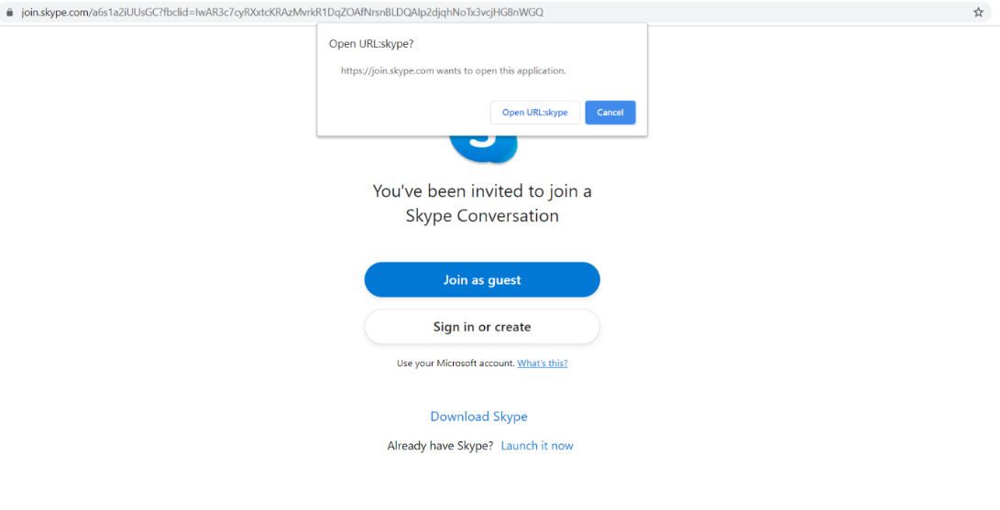 join.skype.com/a6s1a2iUUsGC?fbclid=IwAR3c7cyRXxtcKRAzMvrkR1DqZOAfNrsnBLDQAIp2djqhNoTx3vcjHG8nWGQ
Open URL:skype?
https://join.skype.com wants to open this application.
Open URL:skype Cancel
You've been invited to join a
Skype Conversation
Join as guest
Sign in or create
Use your Microsoft account. What's this?
Download Skype
Already have Skype? Launch it now